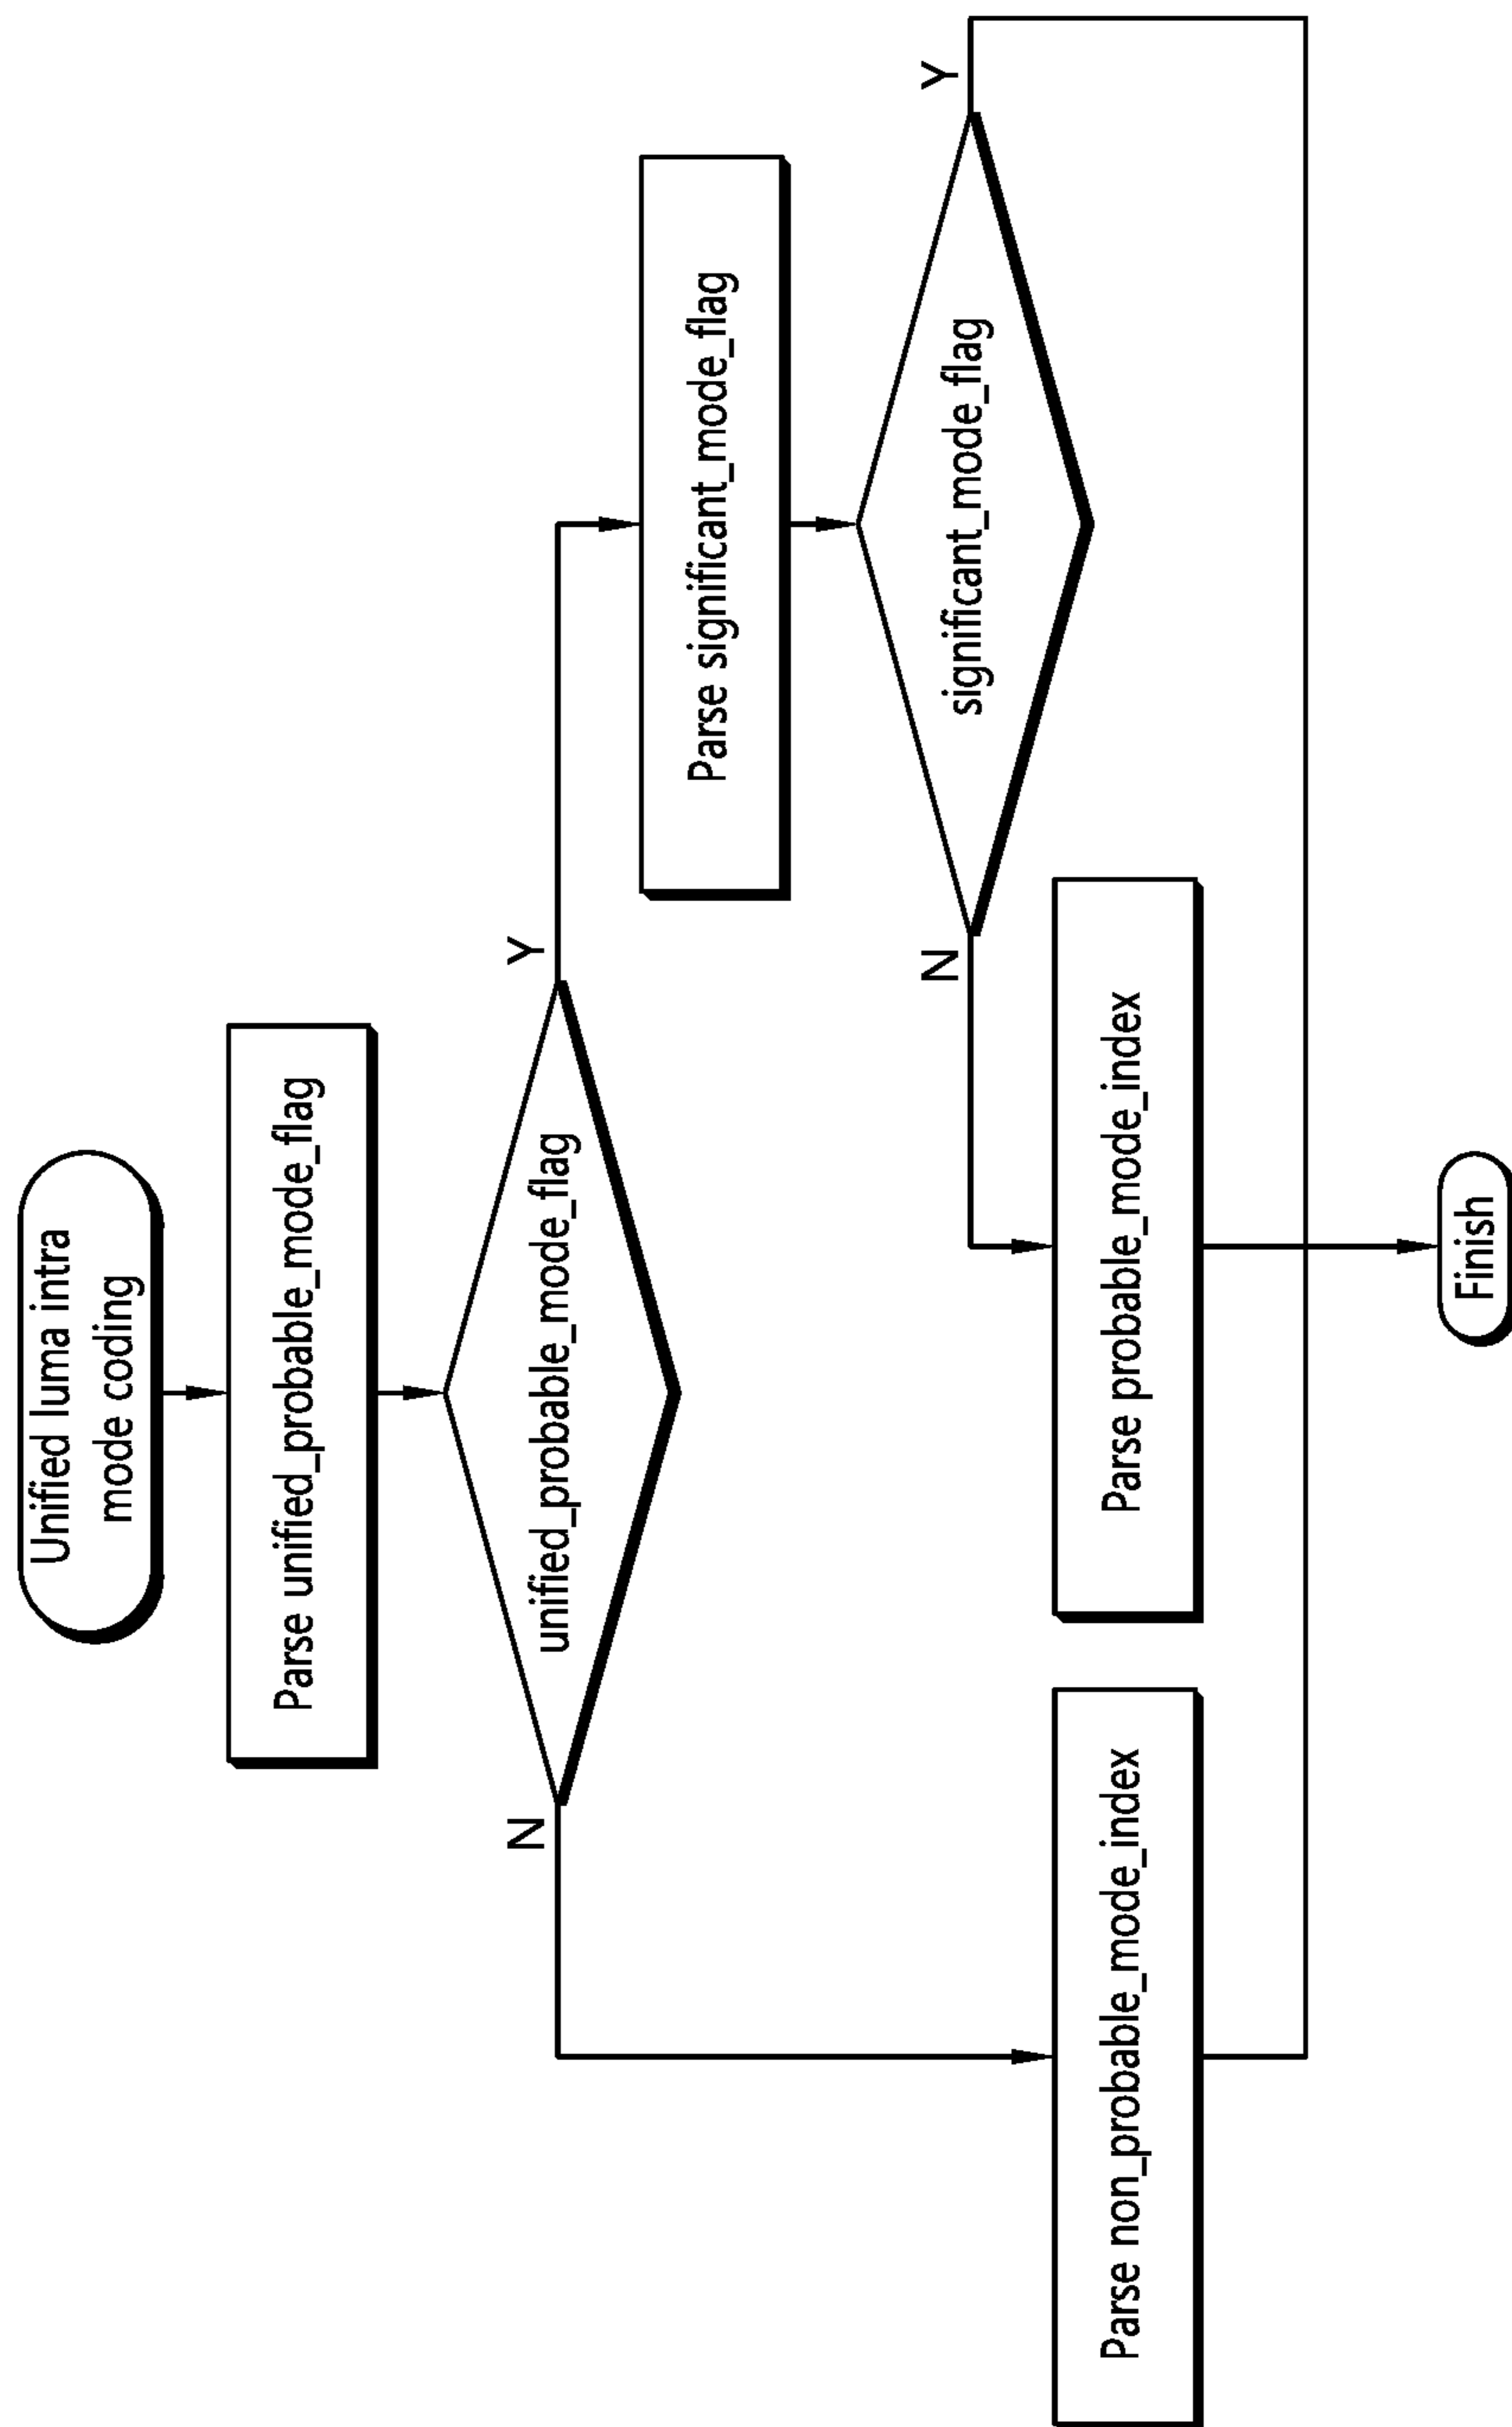 Unified luma intra
mode coding
Parse unified_probable_mode_flag
unified_probable_mode_flag
N
Y
Parse significant_mode_flag
significant_mode_flag
N
Y
Parse non_probable_mode_index
Parse probable_mode_index
Finish